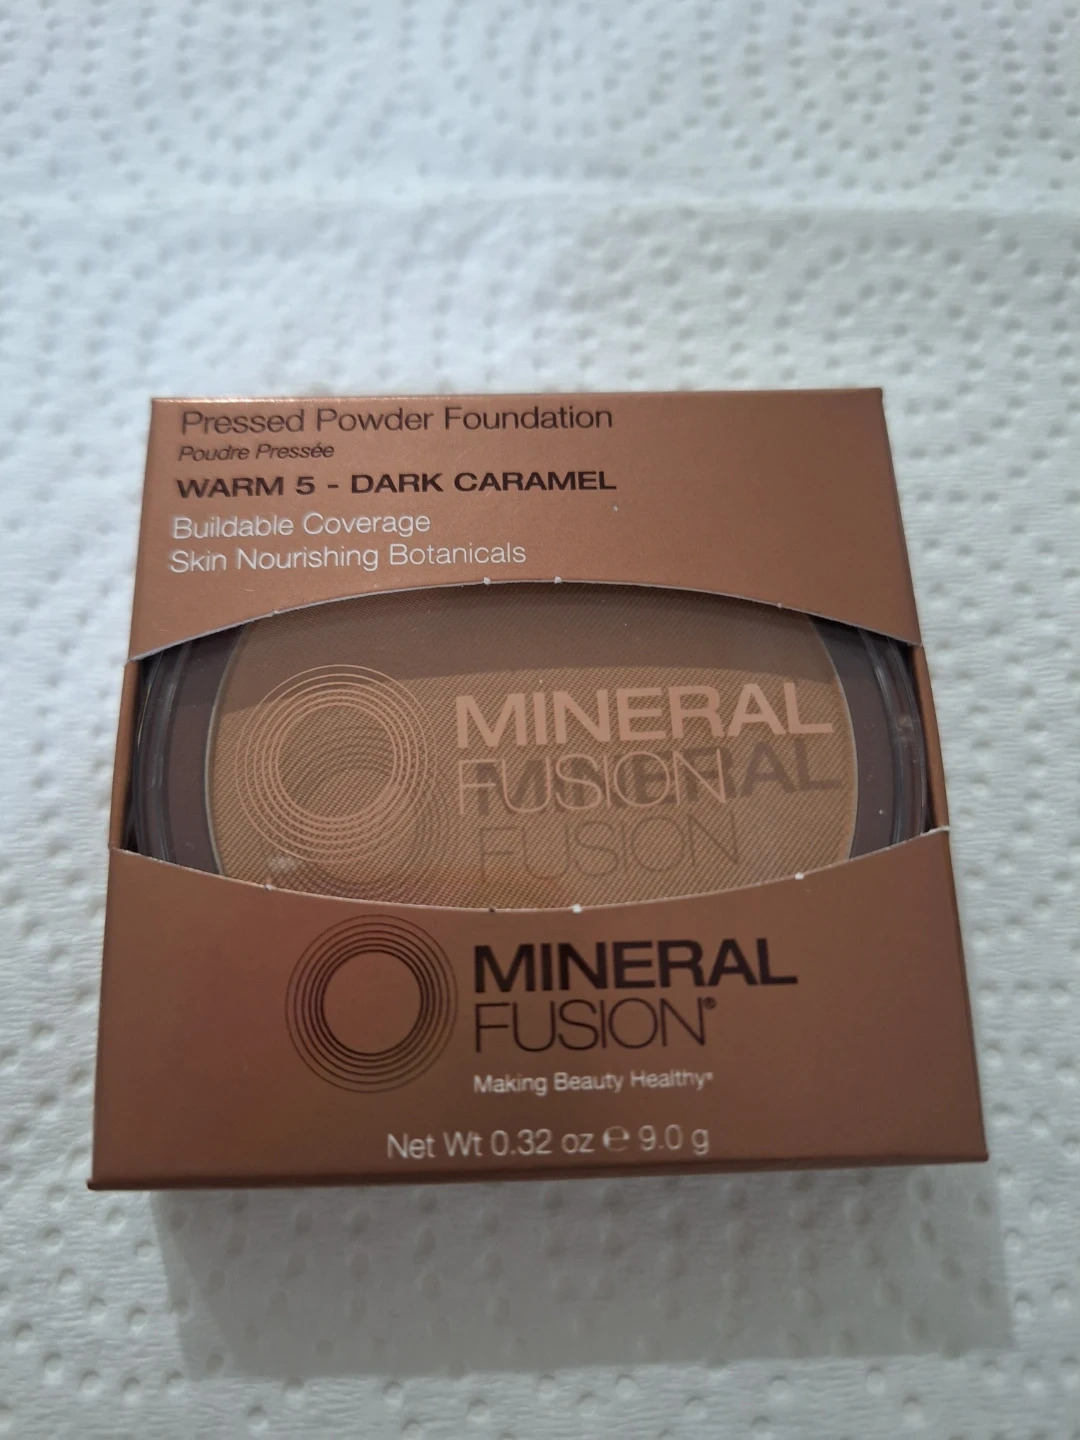 Pressed Powder Foundation
Poudre Pressée
WARM 5 - DARK CARAMEL
Buildable Coverage
Skin Nourishing Botanicals
MINERAL
FUSION
MINERAL
FUSION®
Making Beauty Healthy®
Net Wt 0.32 oz ℮ 9.0 g